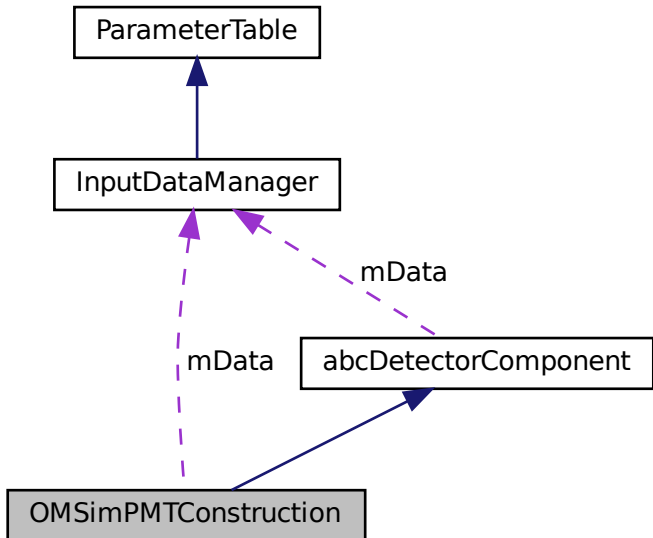 ParameterTable
InputDataManager
mData
abcDetectorComponent
mData
OMSimPMTConstruction